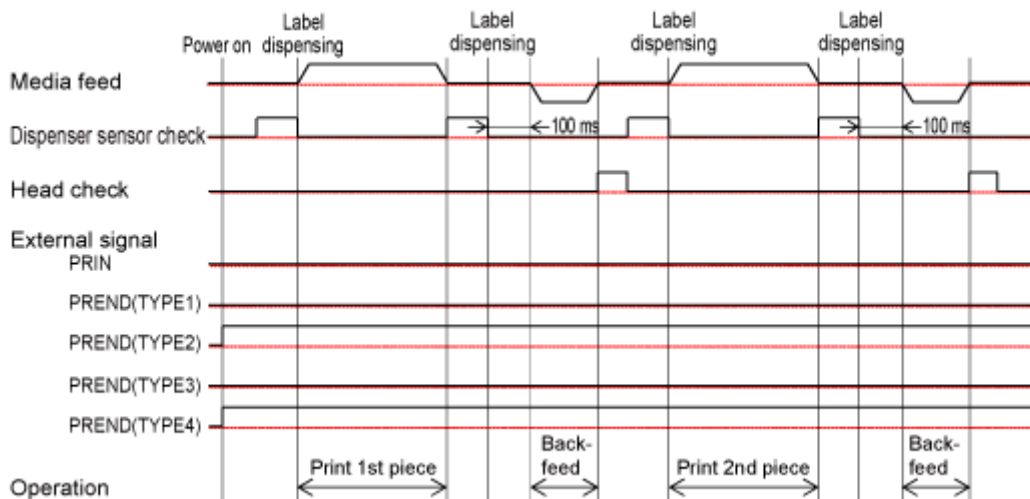 Label
dispensing
Label
dispensing
Label
dispensing
Label
dispensing
Power on
Media feed
Dispenser sensor check
100 ms
100 ms
Head check
External signal
PRIN
PREND(TYPE1)
PREND(TYPE2)
PREND(TYPE3)
PREND(TYPE4)
Operation
Print 1st piece
Back-
feed
Print 2nd piece
Back-
feed